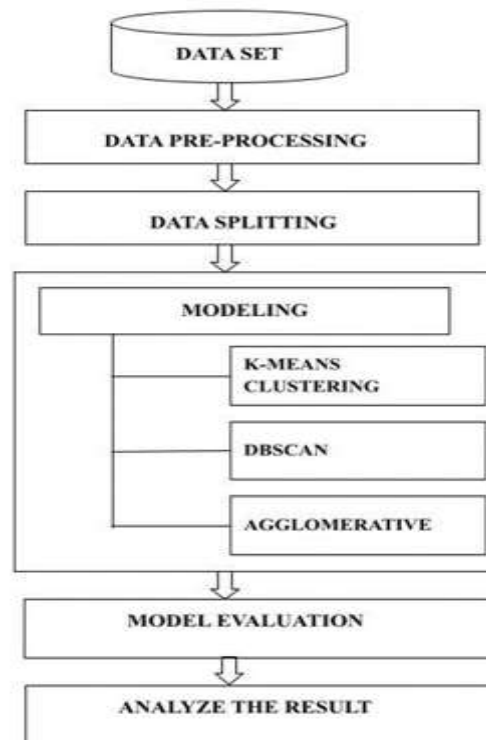 DATA SET
DATA PRE-PROCESSING
DATA SPLITTING
MODELING
K-MEANS
CLUSTERING
DBSCAN
AGGLOMERATIVE
MODEL EVALUATION
ANALYZE THE RESULT